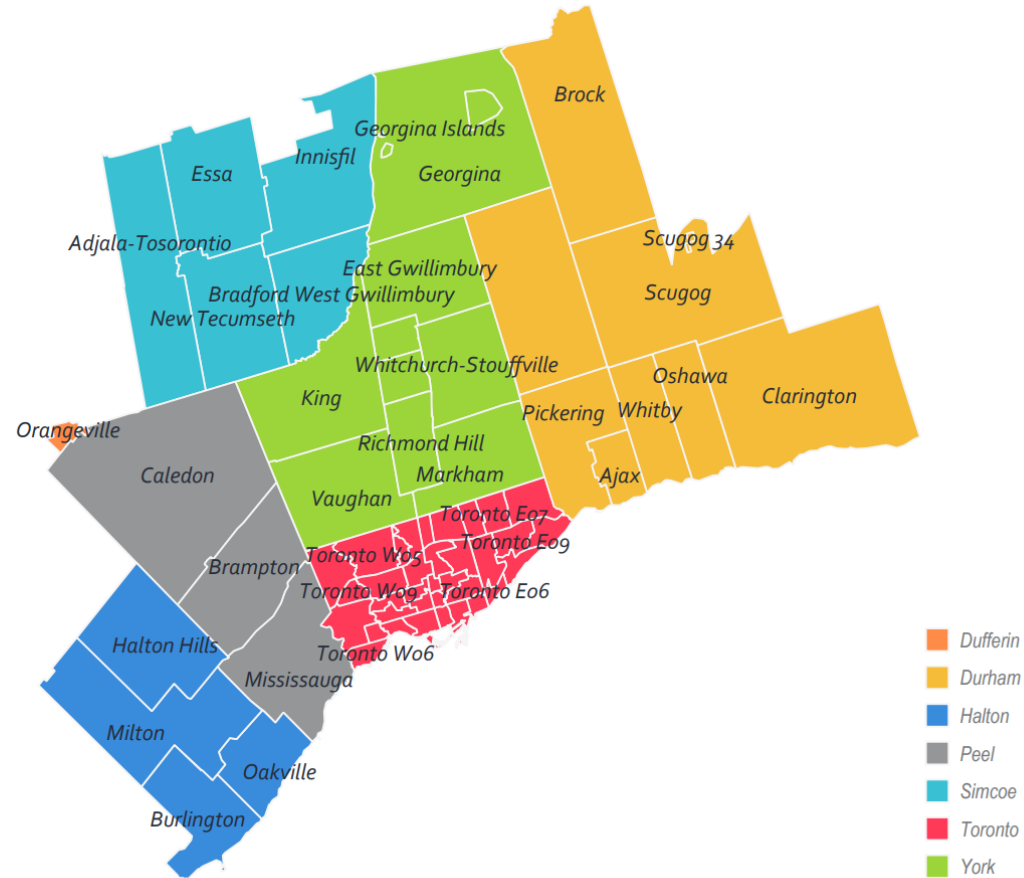 Brock
Georgina Islands
Innisfil
Essa
Georgina
Scugog 34
Adjala-Tosorontio
East Gwillimbury
Scugog
Bradford West Gwillimbury
New Tecumseth
Whitchurch-Stouffville
Oshawa
King
Clarington
Pickering
Whitby
Orangeville
Richmond Hill
Caledon
Markham
Ajax
Vaughan
Toronto E07
Toronto E09
Toronto W05
Brampton
Toronto W09
Toronto E06
Halton Hills
Toronto W06
Mississauga
Milton
Oakville
Burlington
Dufferin
Durham
Halton
Peel
Simcoe
Toronto
York